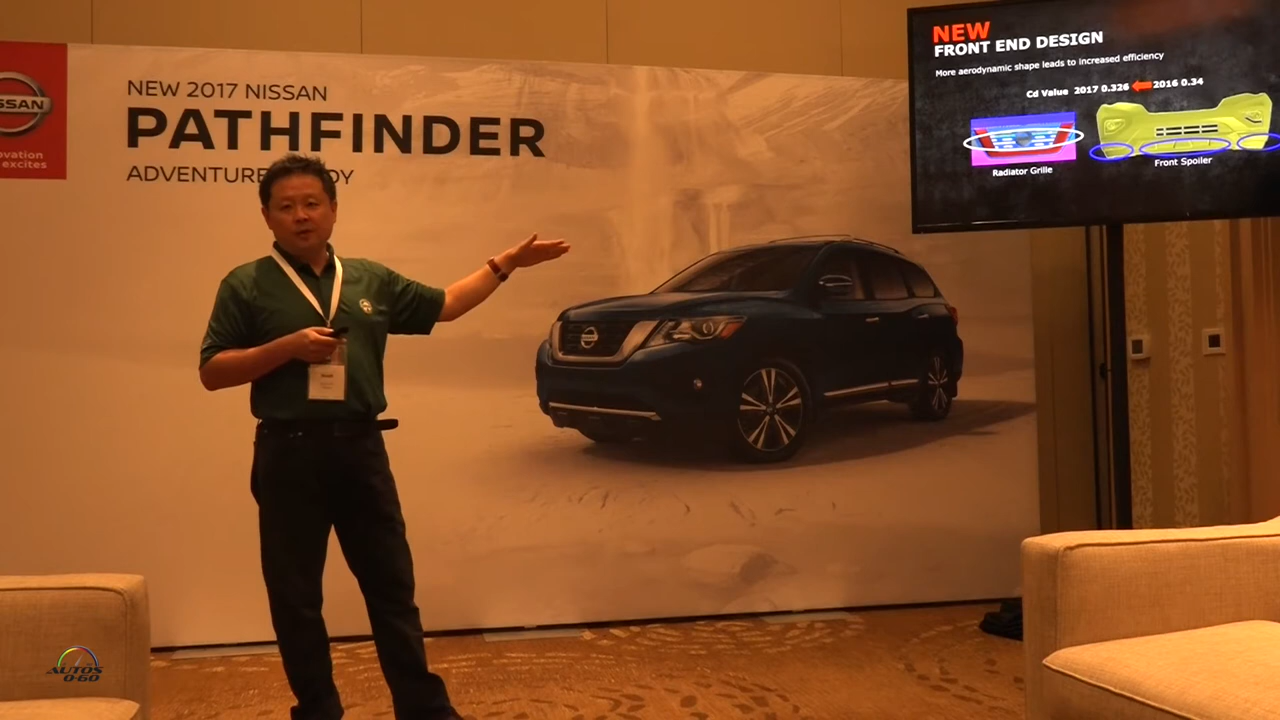 NISSAN
ovation
excites
NEW 2017 NISSAN
PATHFINDER
ADVENTURE DY
NEW
FRONT END DESIGN
More aerodynamic shape leads to increased efficiency
Cd Value 2017 0.326 2016 0.34
Radiator Grille
Front Spoiler
AUTOS
0-60